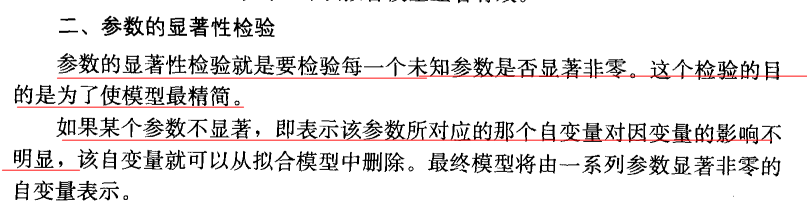 二、参数的显著性检验
参数的显著性检验就是要检验每一个未知参数是否显著非零。这个检验的目
的是为了使模型最精简。
如果某个参数不显著，即表示该参数所对应的那个自变量对因变量的影响不
明显，该自变量就可以从拟合模型中删除。最终模型将由一系列参数显著非零的
自变量表示。